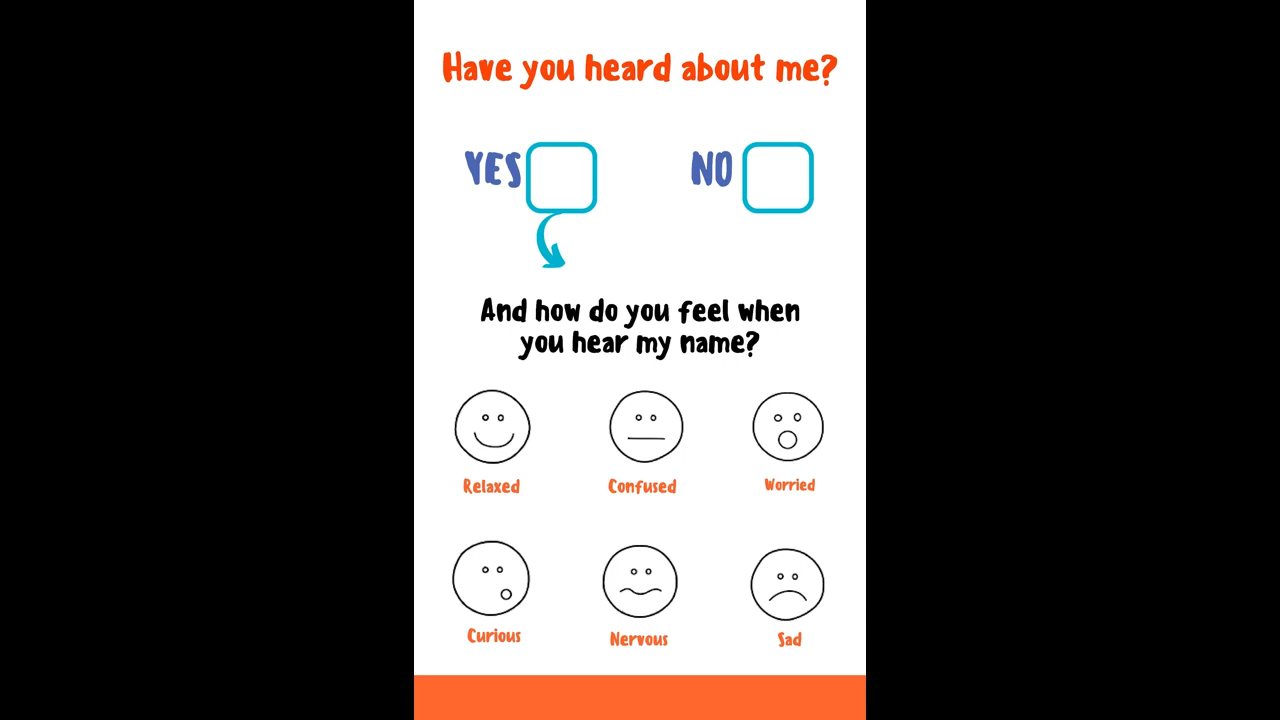 Have you heard about me?
YES NO
And how do you feel when
you hear my name?
Relaxed Confused Worried
Curious Nervous Sad